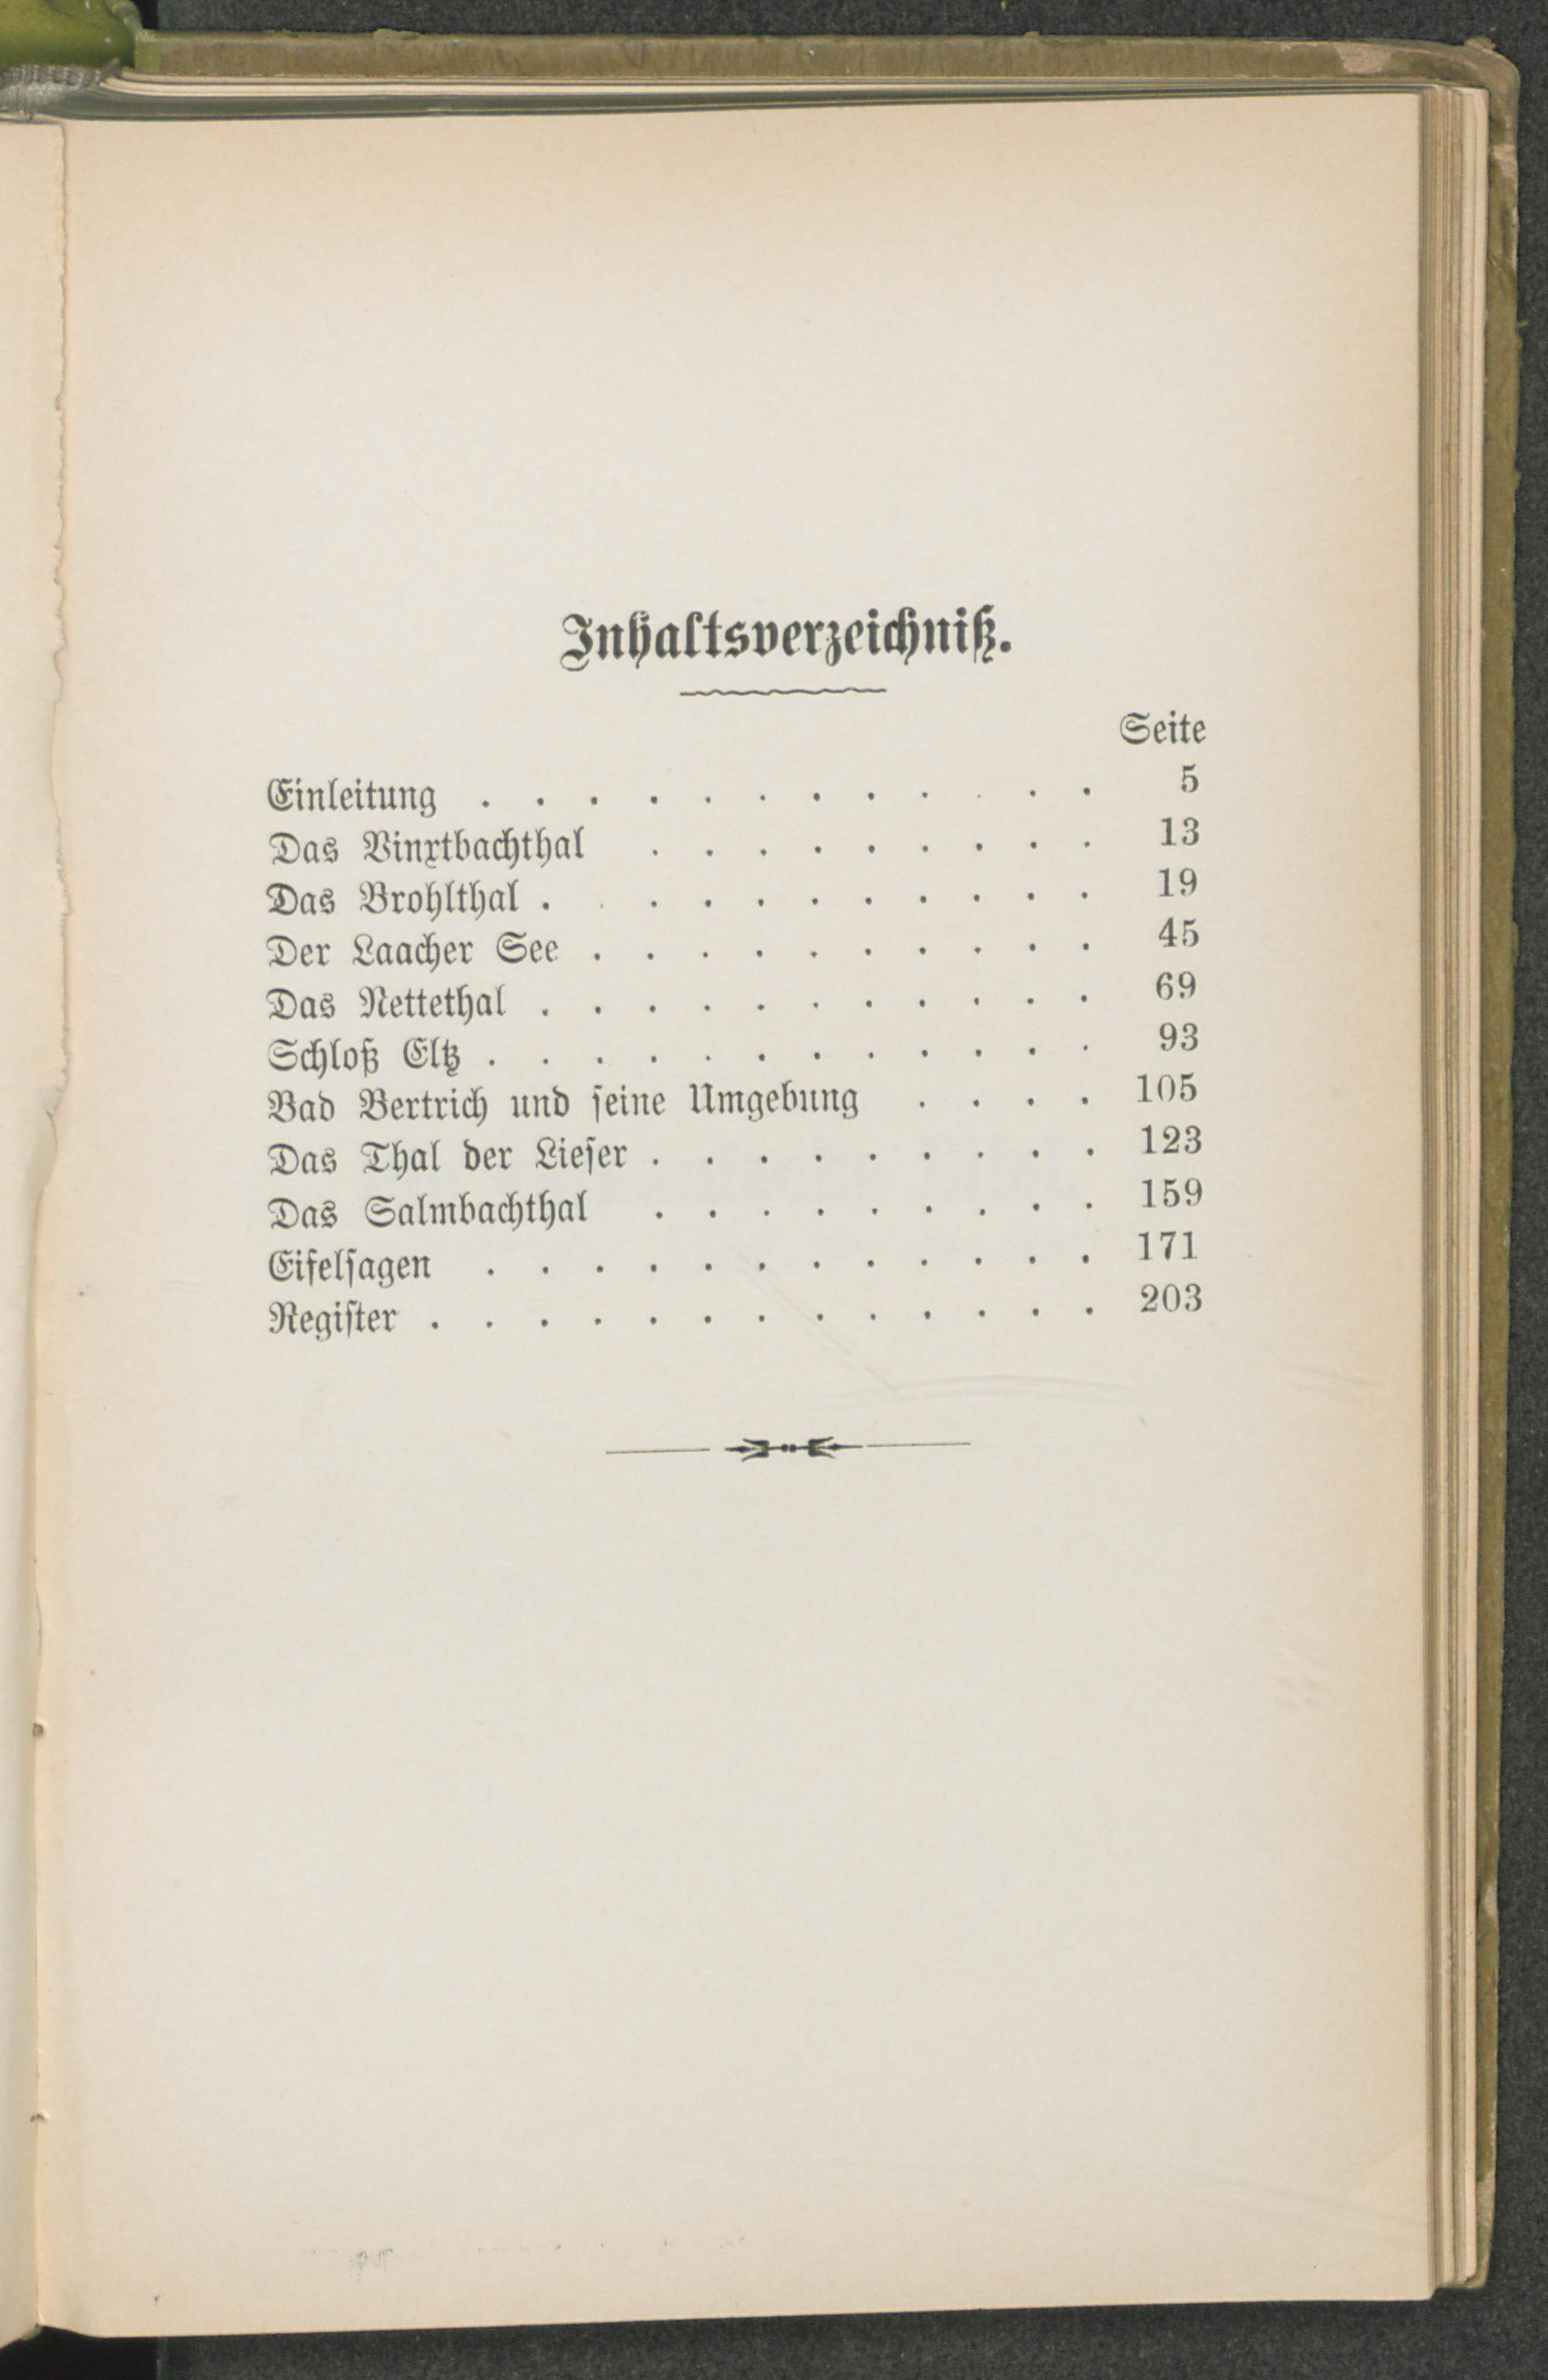 Inhaltsverzeichniß.
Seite
Einleitung . . . . . . . . . . . . 5
Das Vinxtbachthal . . . . . . . . . 13
Das Brohlthal . . . . . . . . . . . 19
Der Laacher See . . . . . . . . . . 45
Das Nettethal . . . . . . . . . . . 69
Schloß Eltz . . . . . . . . . . . . 93
Bad Bertrich und seine Umgebung . . . . 105
Das Thal der Lieser . . . . . . . . . 123
Das Salmbachthal . . . . . . . . . 159
Eifelsagen . . . . . . . . . . . . 171
Register . . . . . . . . . . . . . 203